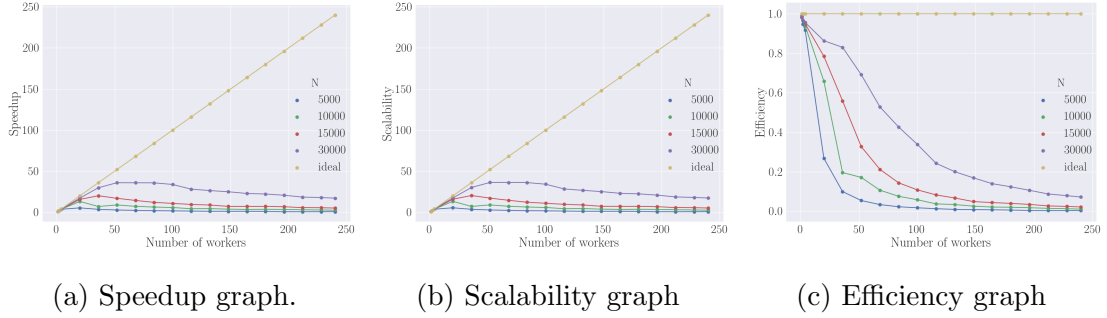 250
200
150
100
50
0
Speedup
N
5000
10000
15000
30000
ideal
0 50 100 150 200 250
Number of workers
(a) Speedup graph.
250
200
150
100
50
0
Scalability
N
5000
10000
15000
30000
ideal
0 50 100 150 200 250
Number of workers
(b) Scalability graph
1.0
0.8
0.6
0.4
0.2
0.0
Efficiency
N
5000
10000
15000
30000
ideal
0 50 100 150 200 250
Number of workers
(c) Efficiency graph